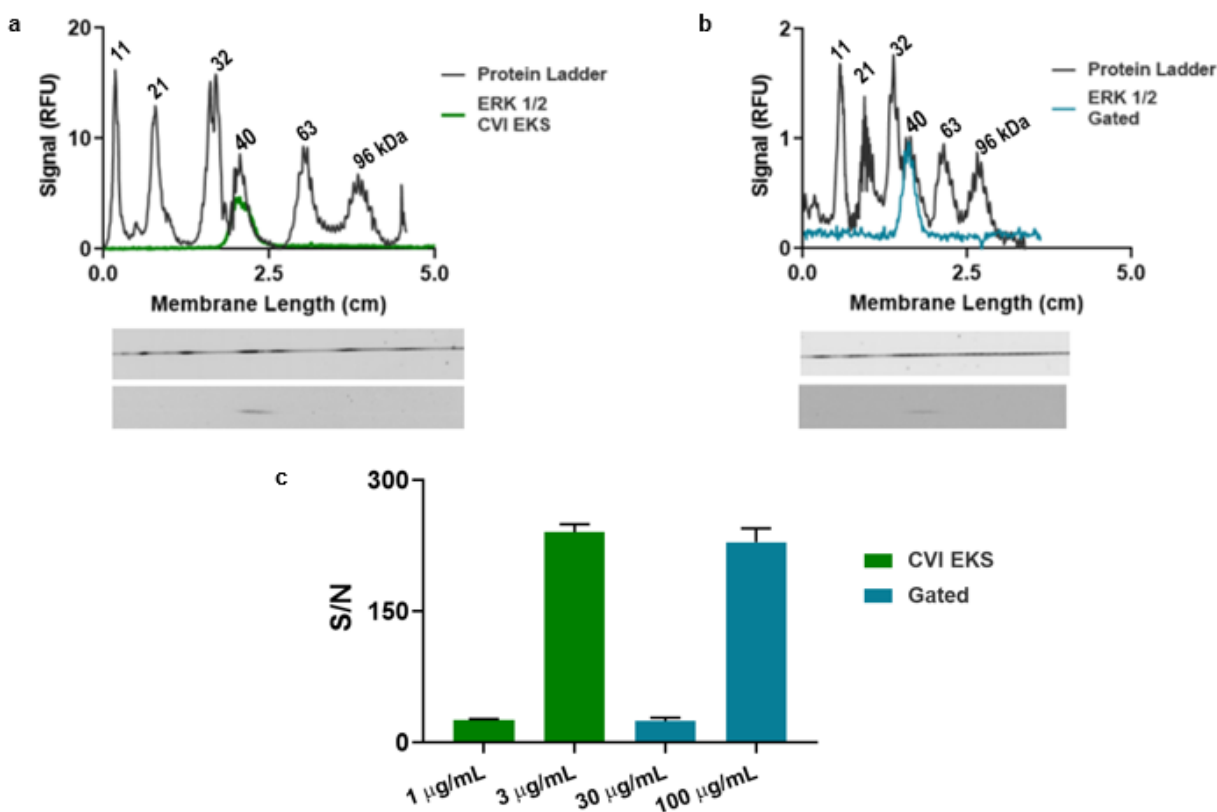 a
20
10
0
Signal (RFU)
11
21
32
40
63
96 kDa
0.0
2.5
5.0
Membrane Length (cm)
Protein Ladder
ERK 1/2
CVI EKS
b
2
1
0
Signal (RFU)
11
21
32
40
63
96 kDa
0.0
2.5
5.0
Membrane Length (cm)
Protein Ladder
ERK 1/2
Gated
c
300
150
0
S/N
1 μg/mL
3 μg/mL
30 μg/mL
100 μg/mL
CVI EKS
Gated